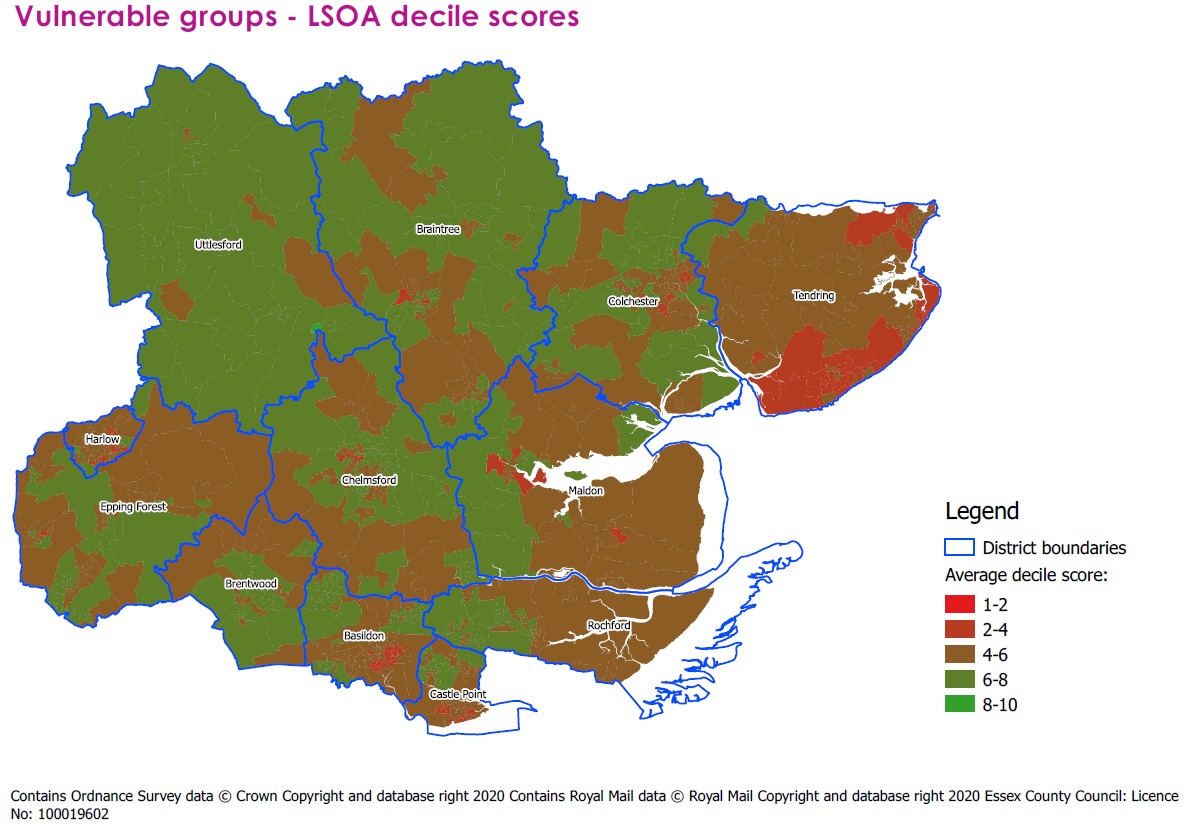 Vulnerable groups - LSOA decile scores
Braintree
Uttlesford
Colchester
Tendring
Harlow
Chelmsford
Maldon
Epping Forest
Brentwood
Rochford
Basildon
Castle Point
Legend
District boundaries
Average decile score:
1-2
2-4
4-6
6-8
8-10
Contains Ordnance Survey data © Crown Copyright and database right 2020 Contains Royal Mail data © Royal Mail Copyright and database right 2020 Essex County Council: Licence
No: 100019602